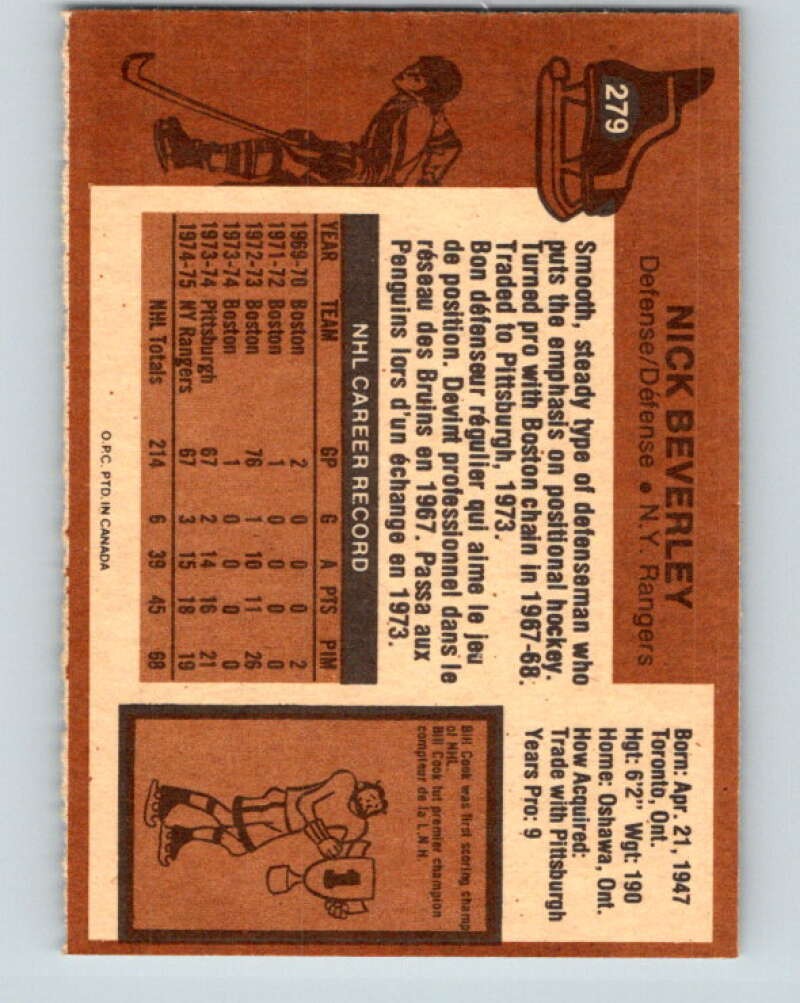 279
NICK BEVERLEY
Defense/Défense • N.Y. Rangers
Born: Apr. 21, 1947
Toronto, Ont.
Hgt: 6'2" Wgt: 190
Home: Oshawa, Ont.
How Acquired:
Trade with Pittsburgh
Years Pro: 9
Smooth, steady type of defenseman who
puts the emphasis on positional hockey.
Turned pro with Boston chain in 1967-68.
Traded to Pittsburgh, 1973.
Bon défenseur régulier qui aime le jeu
de position. Devint professionnel dans le
réseau des Bruins en 1967. Passa aux
Penguins lors d'un échange en 1973.
NHL CAREER RECORD
YEAR TEAM GP G A PTS PIM
1969-70 Boston 2 0 0 0 2
1971-72 Boston 1 0 0 0 0
1972-73 Boston 76 1 10 11 26
1973-74 Boston 1 0 0 0 0
1973-74 Pittsburgh 67 2 14 16 21
1974-75 NY Rangers 67 3 15 18 19
NHL Totals 214 6 39 45 68
Bill Cook was first scoring champ
of NHL.
Bill Cook fut premier champion
compteur de la L.N.H.
1
O.P.C. PTD. IN CANADA